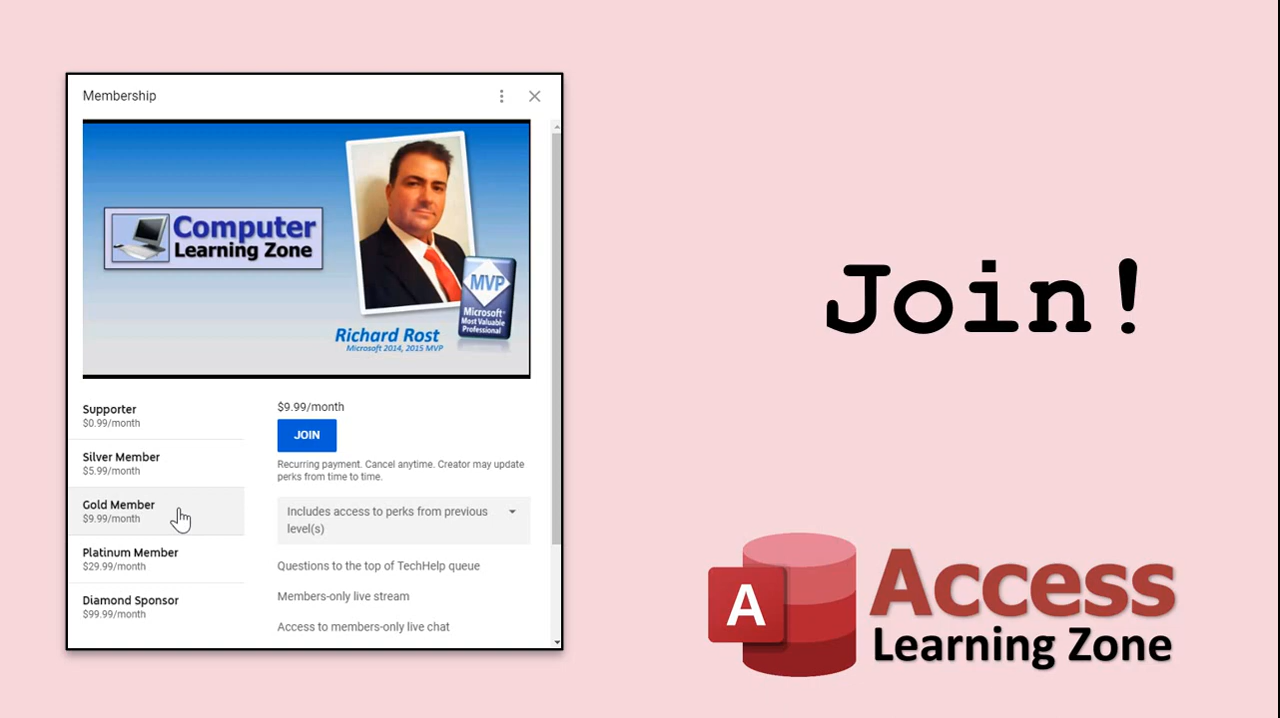 Membership
Computer
Learning Zone
MVP
Microsoft®
Most Valuable
Professional
Richard Rost
Microsoft 2014, 2015 MVP
Supporter
$0.99/month
Silver Member
$5.99/month
Gold Member
$9.99/month
Platinum Member
$29.99/month
Diamond Sponsor
$99.99/month
$9.99/month
JOIN
Recurring payment. Cancel anytime. Creator may update
perks from time to time.
Includes access to perks from previous
level(s)
Questions to the top of TechHelp queue
Members-only live stream
Access to members-only live chat
Join!
A
Access
Learning Zone